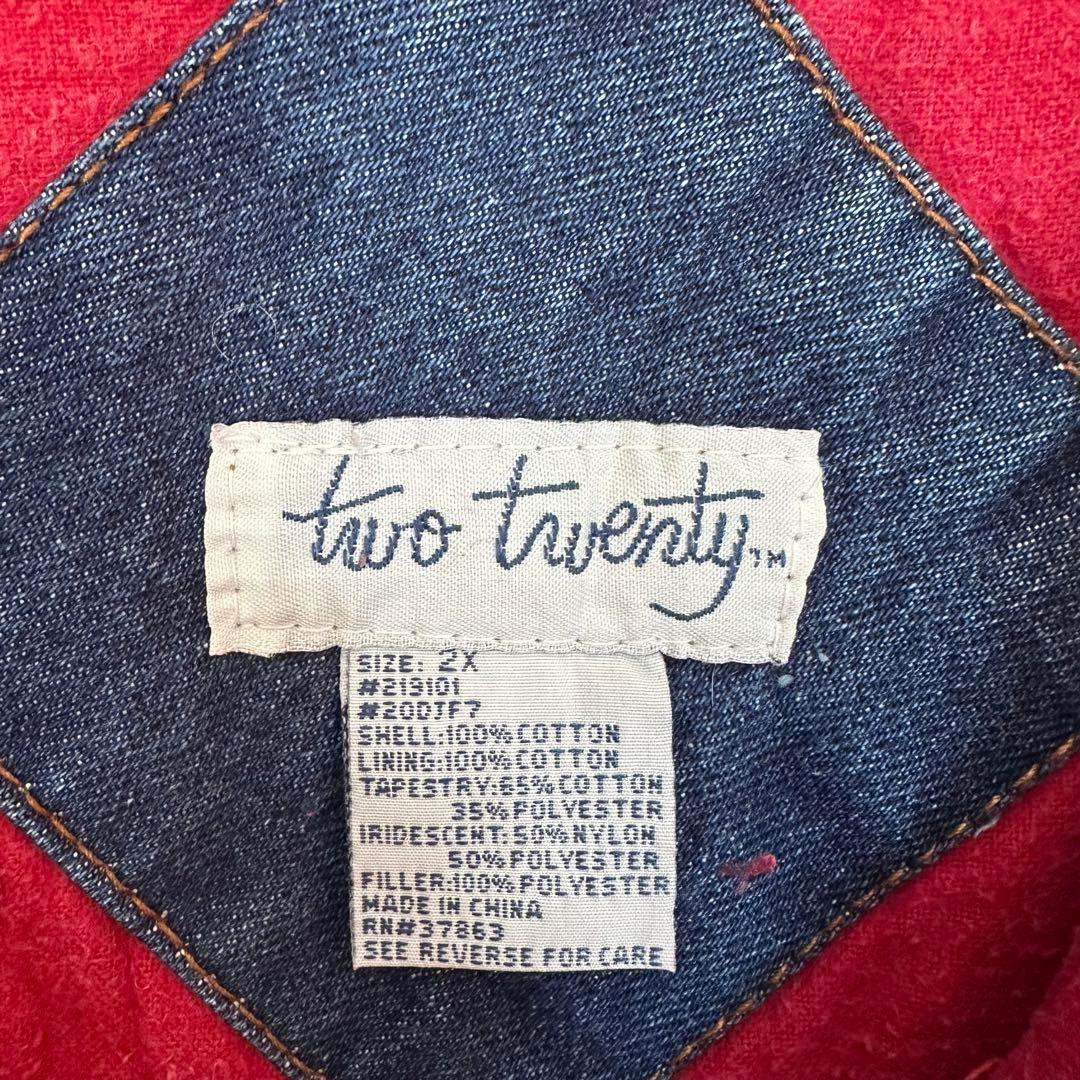 two twenty™
SIZE: 2X
#219101
#20DJF7
SHELL:100% COTTON
LINING:100% COTTON
TAPESTRY:65% COTTON
35% POLYESTER
IRIDESCENT: 50% NYLON
50% POLYESTER
FILLER:100% POLYESTER
MADE IN CHINA
RN#37863
SEE REVERSE FOR CARE